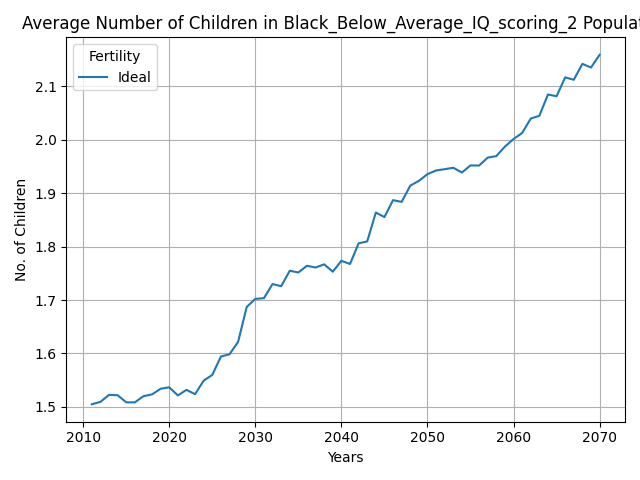 Average Number of Children in Black_Below_Average_IQ_scoring_2 Populat
Fertility
Ideal
2.1
2.0
1.9
1.8
1.7
1.6
1.5
No. of Children
2010 2020 2030 2040 2050 2060 2070
Years